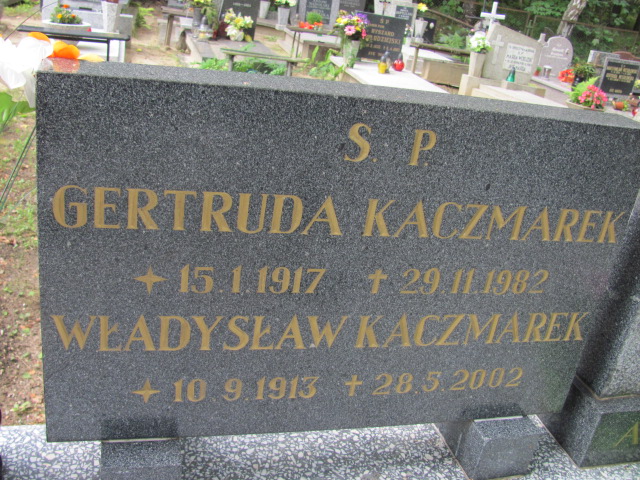 S. P.
GERTRUDA KACZMAREK
15.1.1917 29.11.1982
WŁADYSŁAW KACZMAREK
10.9.1913 28.5.2002